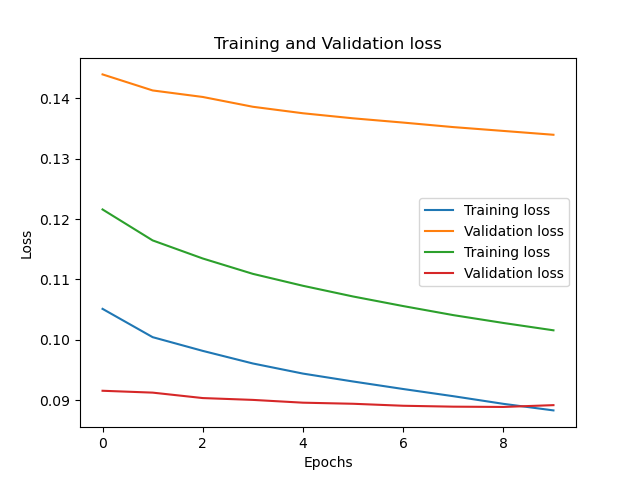 Training and Validation loss
0.14
0.13
0.12
0.11
0.10
0.09
Loss
Training loss
Validation loss
Training loss
Validation loss
0 2 4 6 8
Epochs